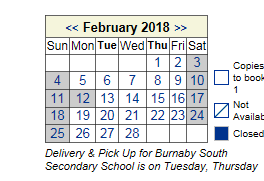 << February 2018 >>
Sun Mon Tue Wed Thu Fri Sat
1 2 3
4 5 6 7 8 9 10
11 12 13 14 15 16 17
18 19 20 21 22 23 24
25 26 27 28
Copies
to book
1
Not
Availab
Closed
Delivery & Pick Up for Burnaby South
Secondary School is on Tuesday, Thursday